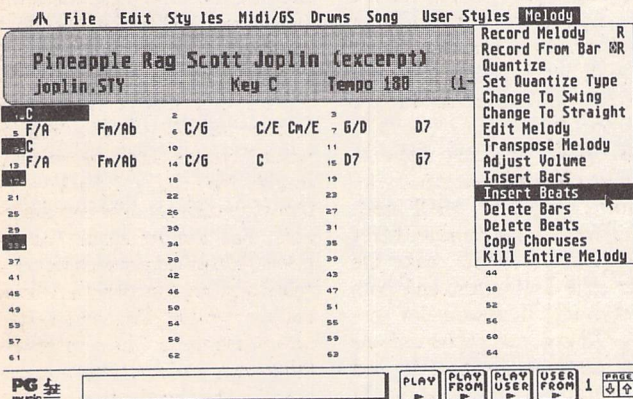 File Edit Sty les Midi/GS Drums Song User Styles Melody
Pineapple Rag Scott Joplin (excerpt)
joplin.STY Key C Tempo 180 (1-
Record Melody R
Record From Bar ⌧R
Quantize
Set Quantize Type
Change To Swing
Change To Straight
Edit Melody
Transpose Melody
Adjust Volume
Insert Bars
Insert Beats
Delete Bars
Delete Beats
Copy Choruses
Kill Entire Melody
C 2 3
5 F/A Fm/Ab 6 C/G C/E Cm/E 7 G/D D7
C 10 11
13 F/A Fm/Ab 14 C/G C 15 D7 G7
17 18 19
21 22 23
25 26 27
29 30 31
33 34 35
37 38 39
41 42 43 44
45 46 47 48
49 50 51 52
53 54 55 56
57 58 59 60
61 62 63 64
PG music PLAY PLAY FROM PLAY USER USER FROM 1 PAGE